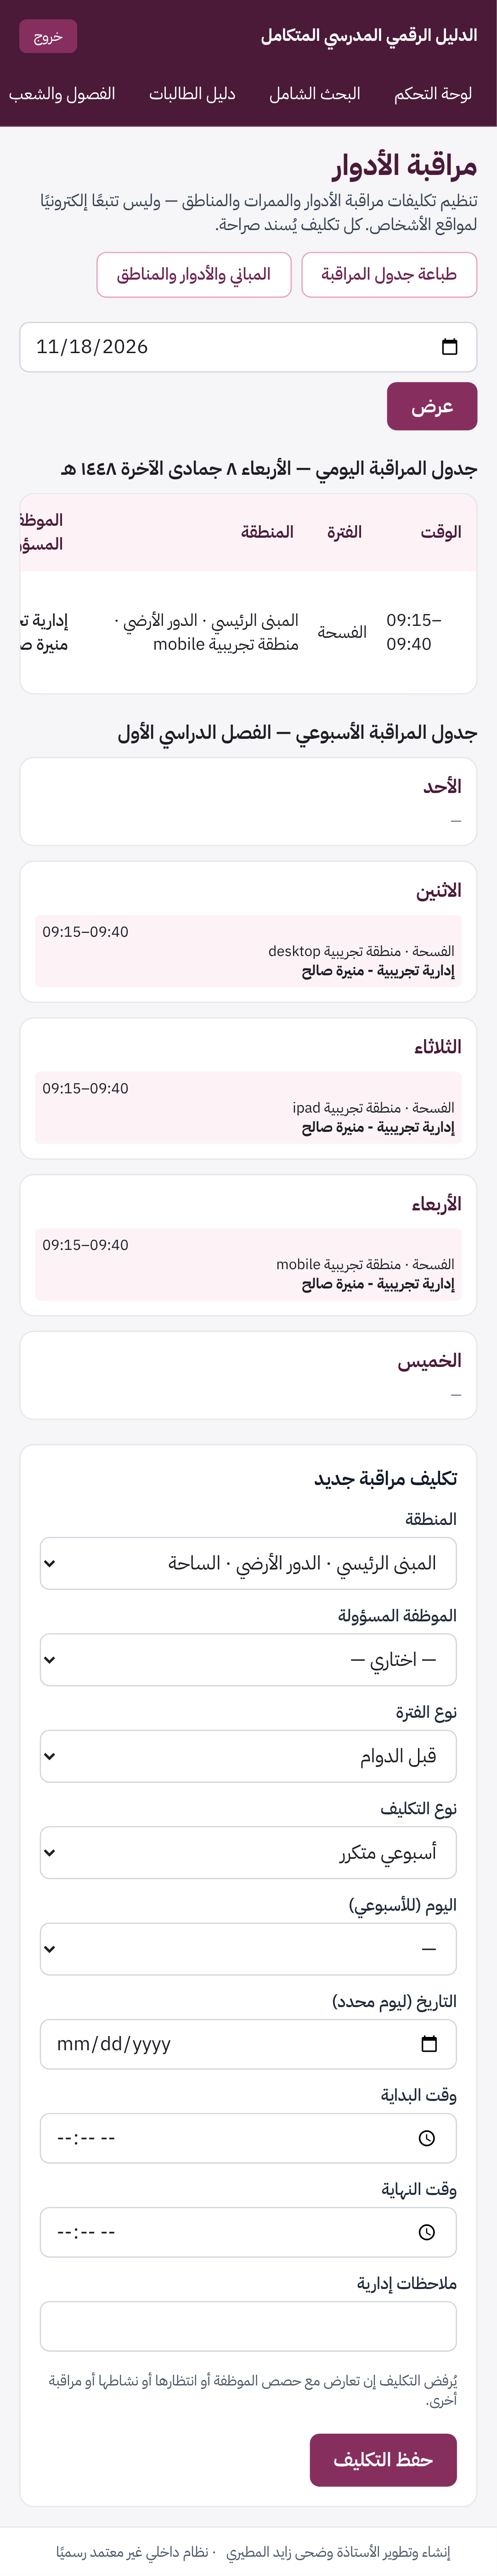 الدليل الرقمي المدرسي المتكامل
خروج
لوحة التحكم
البحث الشامل
دليل الطالبات
الفصول والشعب
مراقبة الأدوار
تنظيم تكليفات مراقبة الأدوار والممرات والمناطق — وليس تتبعًا إلكترونيًا
لمواقع الأشخاص. كل تكليف يُسند صراحة.
طباعة جدول المراقبة
المباني والأدوار والمناطق
11/18/2026
عرض
جدول المراقبة اليومي — الأربعاء ٨ جمادى الآخرة ١٤٤٨ هـ
الوقت
الفترة
المنطقة
09:15–
09:40
الفسحة
المبنى الرئيسي · الدور الأرضي ·
منطقة تجريبية mobile
إدارية
منيرة
جدول المراقبة الأسبوعي — الفصل الدراسي الأول
الأحد
—
الاثنين
09:15–09:40
الفسحة · منطقة تجريبية desktop
إدارية تجريبية - منيرة صالح
الثلاثاء
09:15–09:40
الفسحة · منطقة تجريبية ipad
إدارية تجريبية - منيرة صالح
الأربعاء
09:15–09:40
الفسحة · منطقة تجريبية mobile
إدارية تجريبية - منيرة صالح
الخميس
—
تكليف مراقبة جديد
المنطقة
المبنى الرئيسي · الدور الأرضي · الساحة
الموظفة المسؤولة
— اختاري —
نوع الفترة
قبل الدوام
نوع التكليف
أسبوعي متكرر
اليوم (للأسبوعي)
—
التاريخ (ليوم محدد)
mm/dd/yyyy
وقت البداية
--:-- --
وقت النهاية
--:-- --
ملاحظات إدارية
يُرفض التكليف إن تعارض مع حصص الموظفة أو انتظارها أو نشاطها أو مراقبة
أخرى.
حفظ التكليف
إنشاء وتطوير الأستاذة وضحى زايد المطيري · نظام داخلي غير معتمد رسميًا